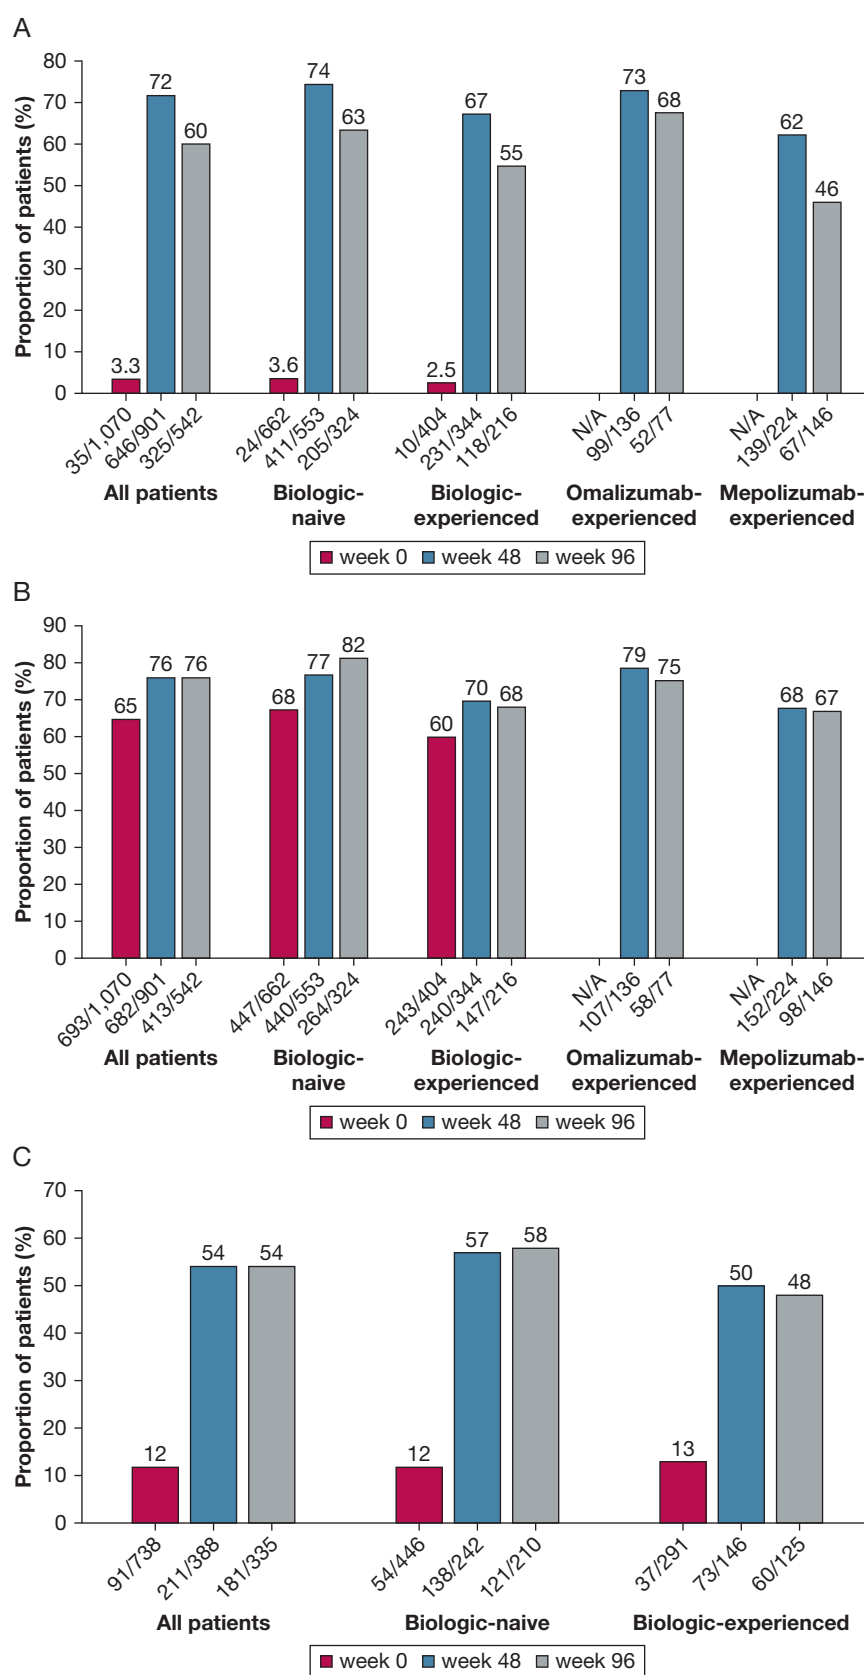 A
Proportion of patients (%)
80
70
60
50
40
30
20
10
0
3.3
72
60
3.6
74
63
2.5
67
55
73
68
62
46
35/1,070
646/901
325/542
24/662
411/553
205/324
10/404
231/344
118/216
N/A
99/136
52/77
N/A
139/224
67/146
All patients
Biologic-
naive
Biologic-
experienced
Omalizumab-
experienced
Mepolizumab-
experienced
week 0 week 48 week 96
B
Proportion of patients (%)
90
80
70
60
50
40
30
20
10
0
65
76
76
68
77
82
60
70
68
79
75
68
67
693/1,070
682/901
413/542
447/662
440/553
264/324
243/404
240/344
147/216
N/A
107/136
58/77
N/A
152/224
98/146
All patients
Biologic-
naive
Biologic-
experienced
Omalizumab-
experienced
Mepolizumab-
experienced
week 0 week 48 week 96
C
Proportion of patients (%)
70
60
50
40
30
20
10
0
12
54
54
12
57
58
13
50
48
91/738
211/388
181/335
54/446
138/242
121/210
37/291
73/146
60/125
All patients
Biologic-naive
Biologic-experienced
week 0 week 48 week 96